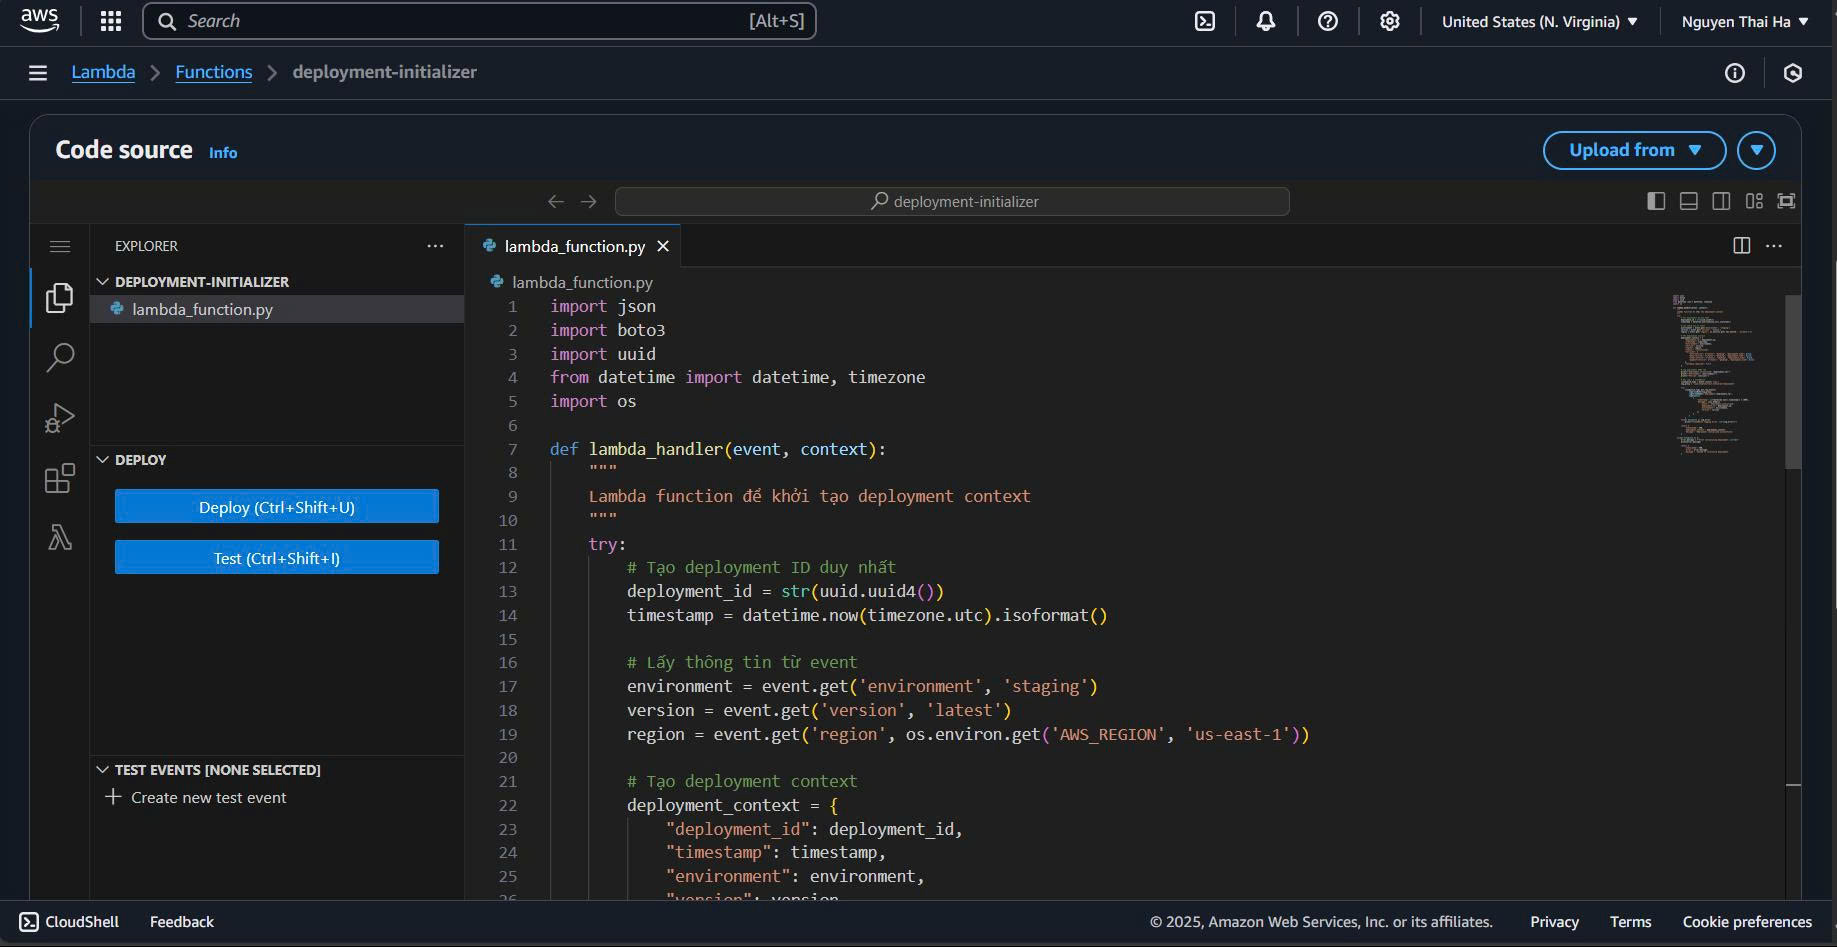 aws
Search [Alt+S]
United States (N. Virginia)
Nguyen Thai Ha
Lambda
Functions
deployment-initializer
Code source
Info
Upload from
deployment-initializer
EXPLORER
DEPLOYMENT-INITIALIZER
lambda_function.py
DEPLOY
Deploy (Ctrl+Shift+U)
Test (Ctrl+Shift+I)
TEST EVENTS [NONE SELECTED]
Create new test event
lambda_function.py
lambda_function.py
1 import json
2 import boto3
3 import uuid
4 from datetime import datetime, timezone
5 import os
6
7 def lambda_handler(event, context):
8 """
9 Lambda function để khởi tạo deployment context
10 """
11 try:
12 # Tạo deployment ID duy nhất
13 deployment_id = str(uuid.uuid4())
14 timestamp = datetime.now(timezone.utc).isoformat()
15
16 # Lấy thông tin từ event
17 environment = event.get('environment', 'staging')
18 version = event.get('version', 'latest')
19 region = event.get('region', os.environ.get('AWS_REGION', 'us-east-1'))
20
21 # Tạo deployment context
22 deployment_context = {
23 "deployment_id": deployment_id,
24 "timestamp": timestamp,
25 "environment": environment,
26 "version": version
CloudShell
Feedback
© 2025, Amazon Web Services, Inc. or its affiliates.
Privacy
Terms
Cookie preferences